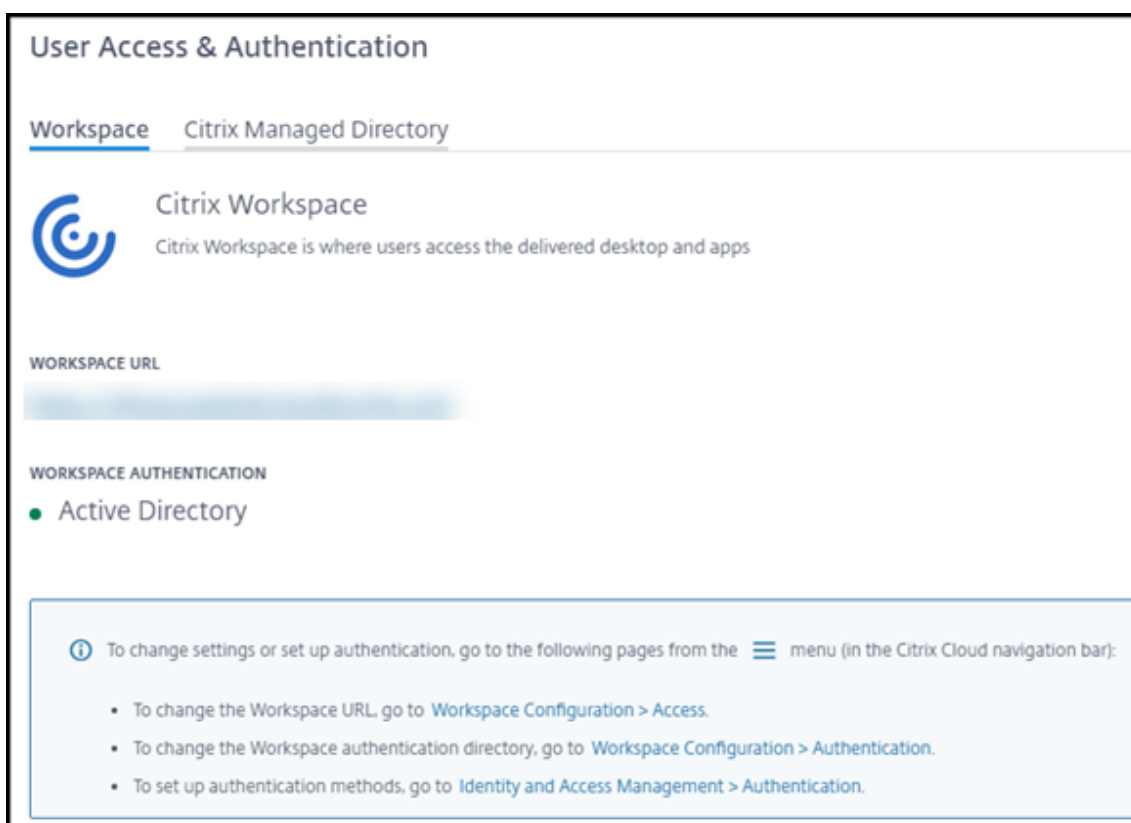 User Access & Authentication
Workspace Citrix Managed Directory
Citrix Workspace
Citrix Workspace is where users access the delivered desktop and apps
WORKSPACE URL
WORKSPACE AUTHENTICATION
• Active Directory
To change settings or set up authentication, go to the following pages from the ☰ menu (in the Citrix Cloud navigation bar):
• To change the Workspace URL, go to Workspace Configuration > Access.
• To change the Workspace authentication directory, go to Workspace Configuration > Authentication.
• To set up authentication methods, go to Identity and Access Management > Authentication.